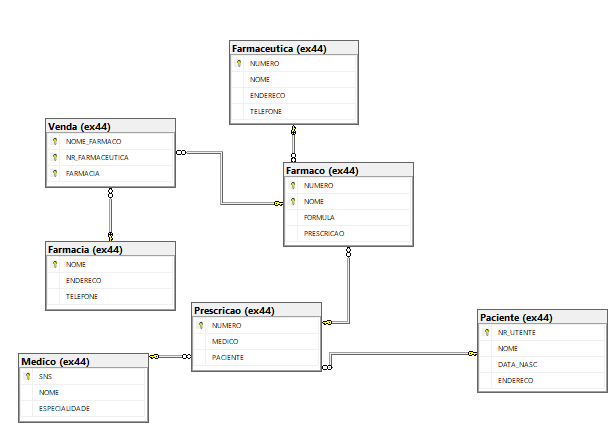 Farmaceutica (ex44)
NUMERO
NOME
ENDERECO
TELEFONE
Venda (ex44)
NOME_FARMACO
NR_FARMACEUTICA
FARMACIA
Farmaco (ex44)
NUMERO
NOME
FORMULA
PRESCRICAO
Farmacia (ex44)
NOME
ENDERECO
TELEFONE
Prescricao (ex44)
NUMERO
MEDICO
PACIENTE
Paciente (ex44)
NR_UTENTE
NOME
DATA_NASC
ENDERECO
Medico (ex44)
SNS
NOME
ESPECIALIDADE